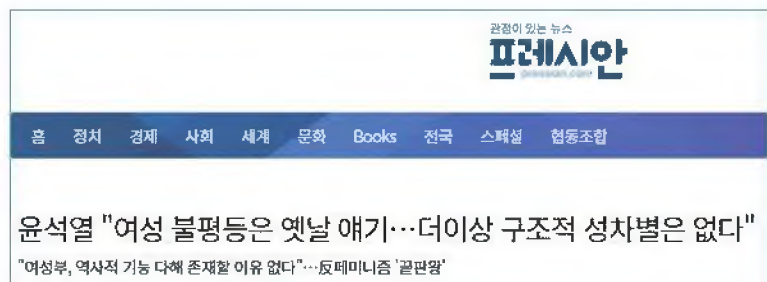 관점이 있는 뉴스
프레시안
pressian.com
홈 정치 경제 사회 세계 문화 Books 전국 스페셜 협동조합
윤석열 "여성 불평등은 옛날 얘기…더이상 구조적 성차별은 없다"
"여성부, 역사적 기능 다해 존재할 이유 없다"…反페미니즘 '끝판왕'